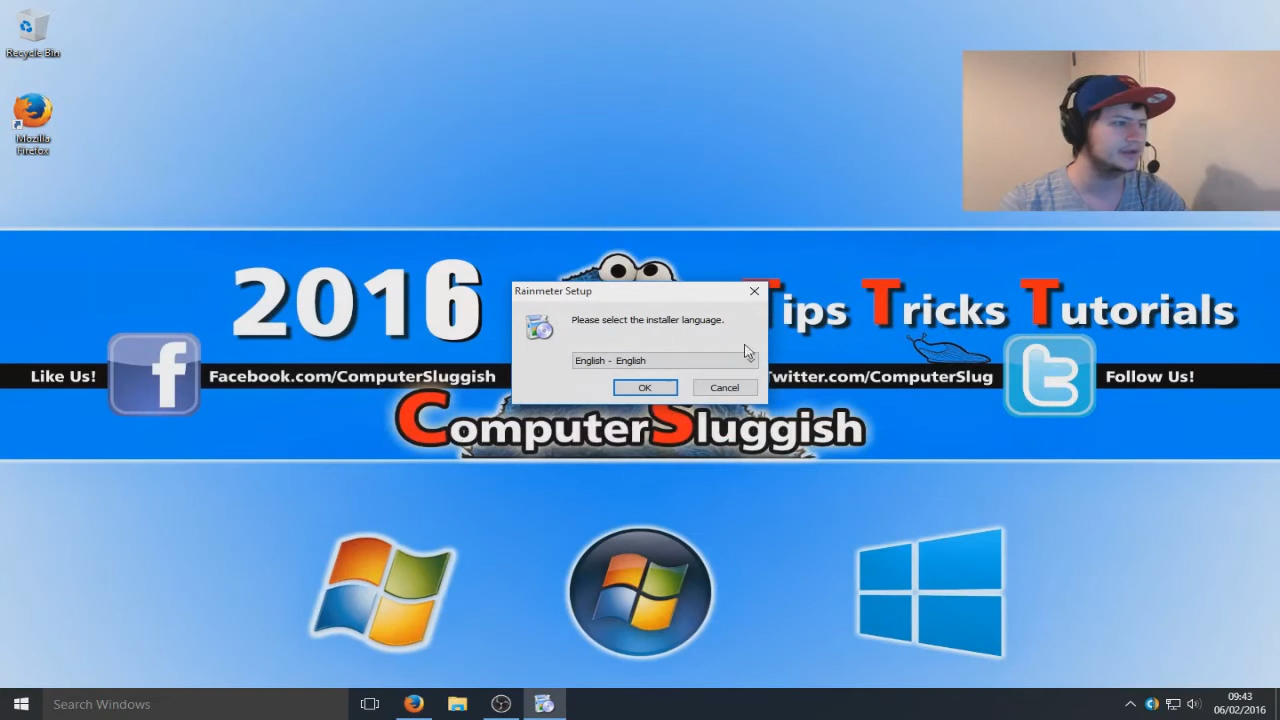 Recycle Bin
Mozilla
Firefox
2016
Tips Tricks Tutorials
Rainmeter Setup
Please select the installer language.
English - English
OK
Cancel
Like Us!
Facebook.com/ComputerSluggish
Twitter.com/ComputerSlug
Follow Us!
ComputerSluggish
Search Windows
09:43
06/02/2016